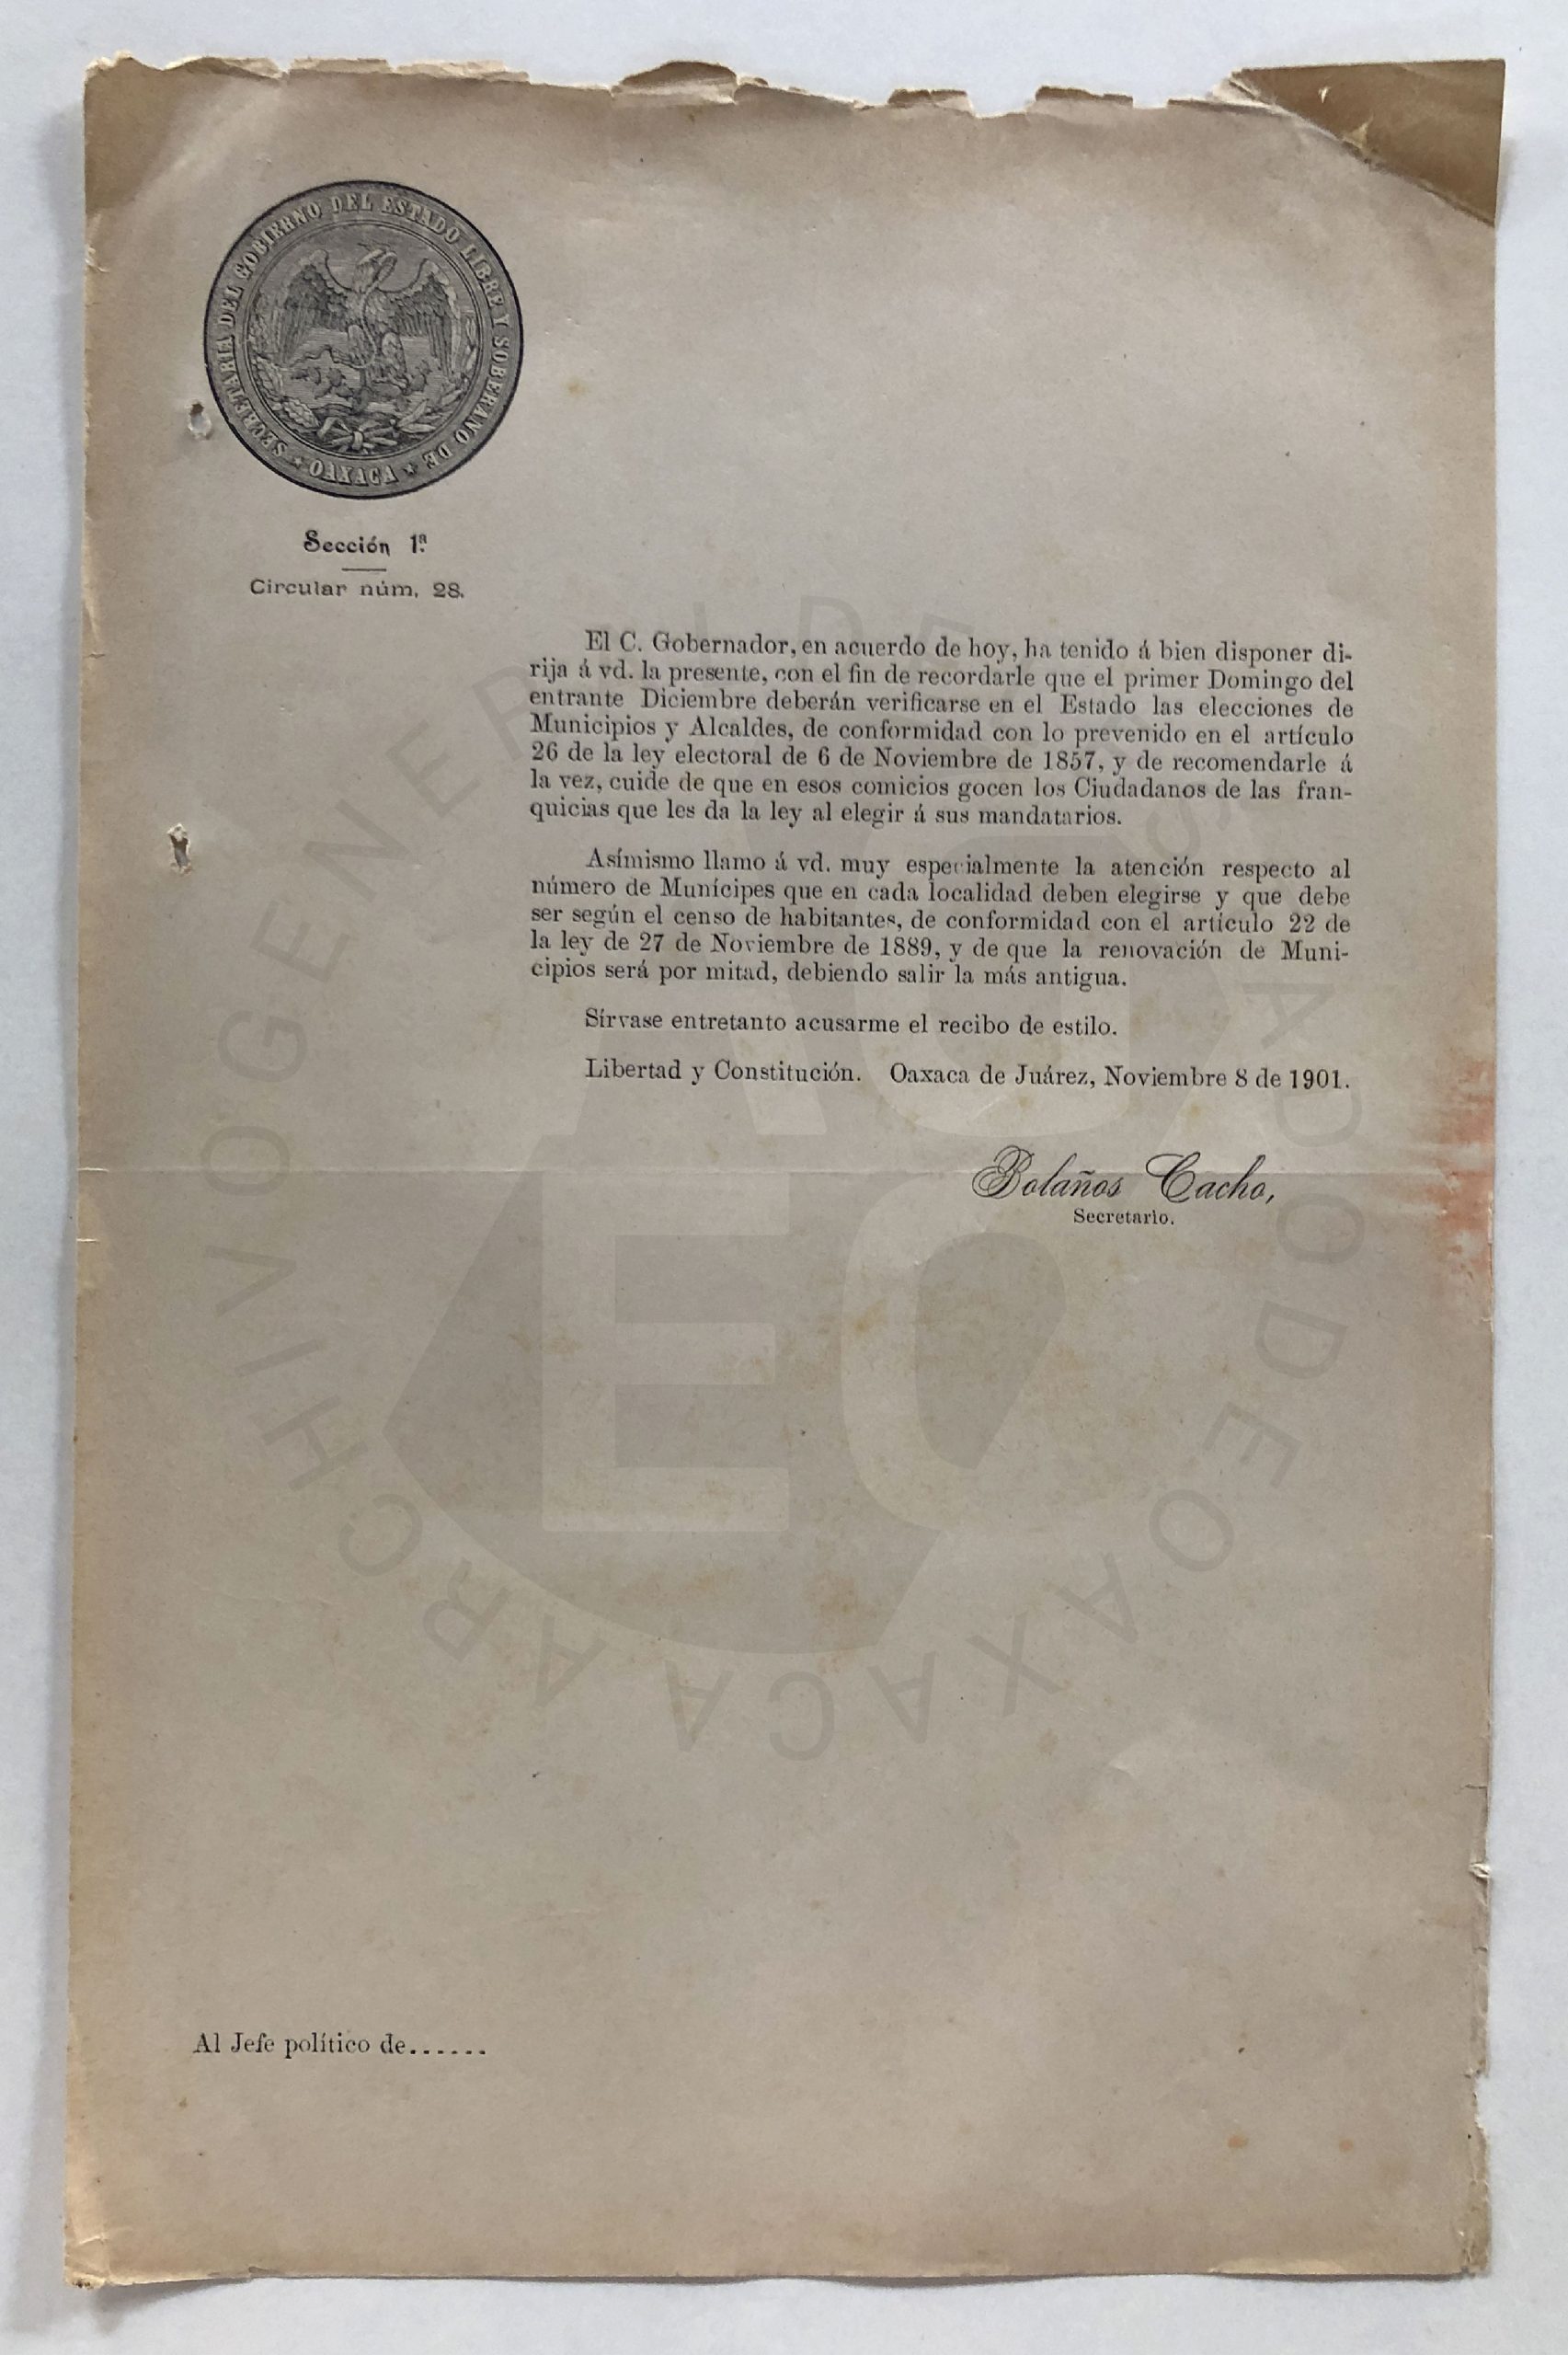 SECRETARIA DEL GOBIERNO DEL ESTADO LIBRE Y SOBERANO DE
OAXACA
Sección 1ª
Circular núm. 28.
El C. Gobernador, en acuerdo de hoy, ha tenido á bien disponer di-
rija á vd. la presente, con el fin de recordarle que el primer Domingo del
entrante Diciembre deberán verificarse en el Estado las elecciones de
Municipios y Alcaldes, de conformidad con lo prevenido en el artículo
26 de la ley electoral de 6 de Noviembre de 1857, y de recomendarle á
la vez, cuide de que en esos comicios gocen los Ciudadanos de las fran-
quicias que les da la ley al elegir á sus mandatarios.
Asímismo llamo á vd. muy especialmente la atención respecto al
número de Munícipes que en cada localidad deben elegirse y que debe
ser según el censo de habitantes, de conformidad con el artículo 22 de
la ley de 27 de Noviembre de 1889, y de que la renovación de Muni-
cipios será por mitad, debiendo salir la más antigua.
Sírvase entretanto acusarme el recibo de estilo.
Libertad y Constitución. Oaxaca de Juárez, Noviembre 8 de 1901.
Bolaños Cacho,
Secretario.
Al Jefe político de......
ARCHIVO GENERAL DEL ESTADO DE OAXACA